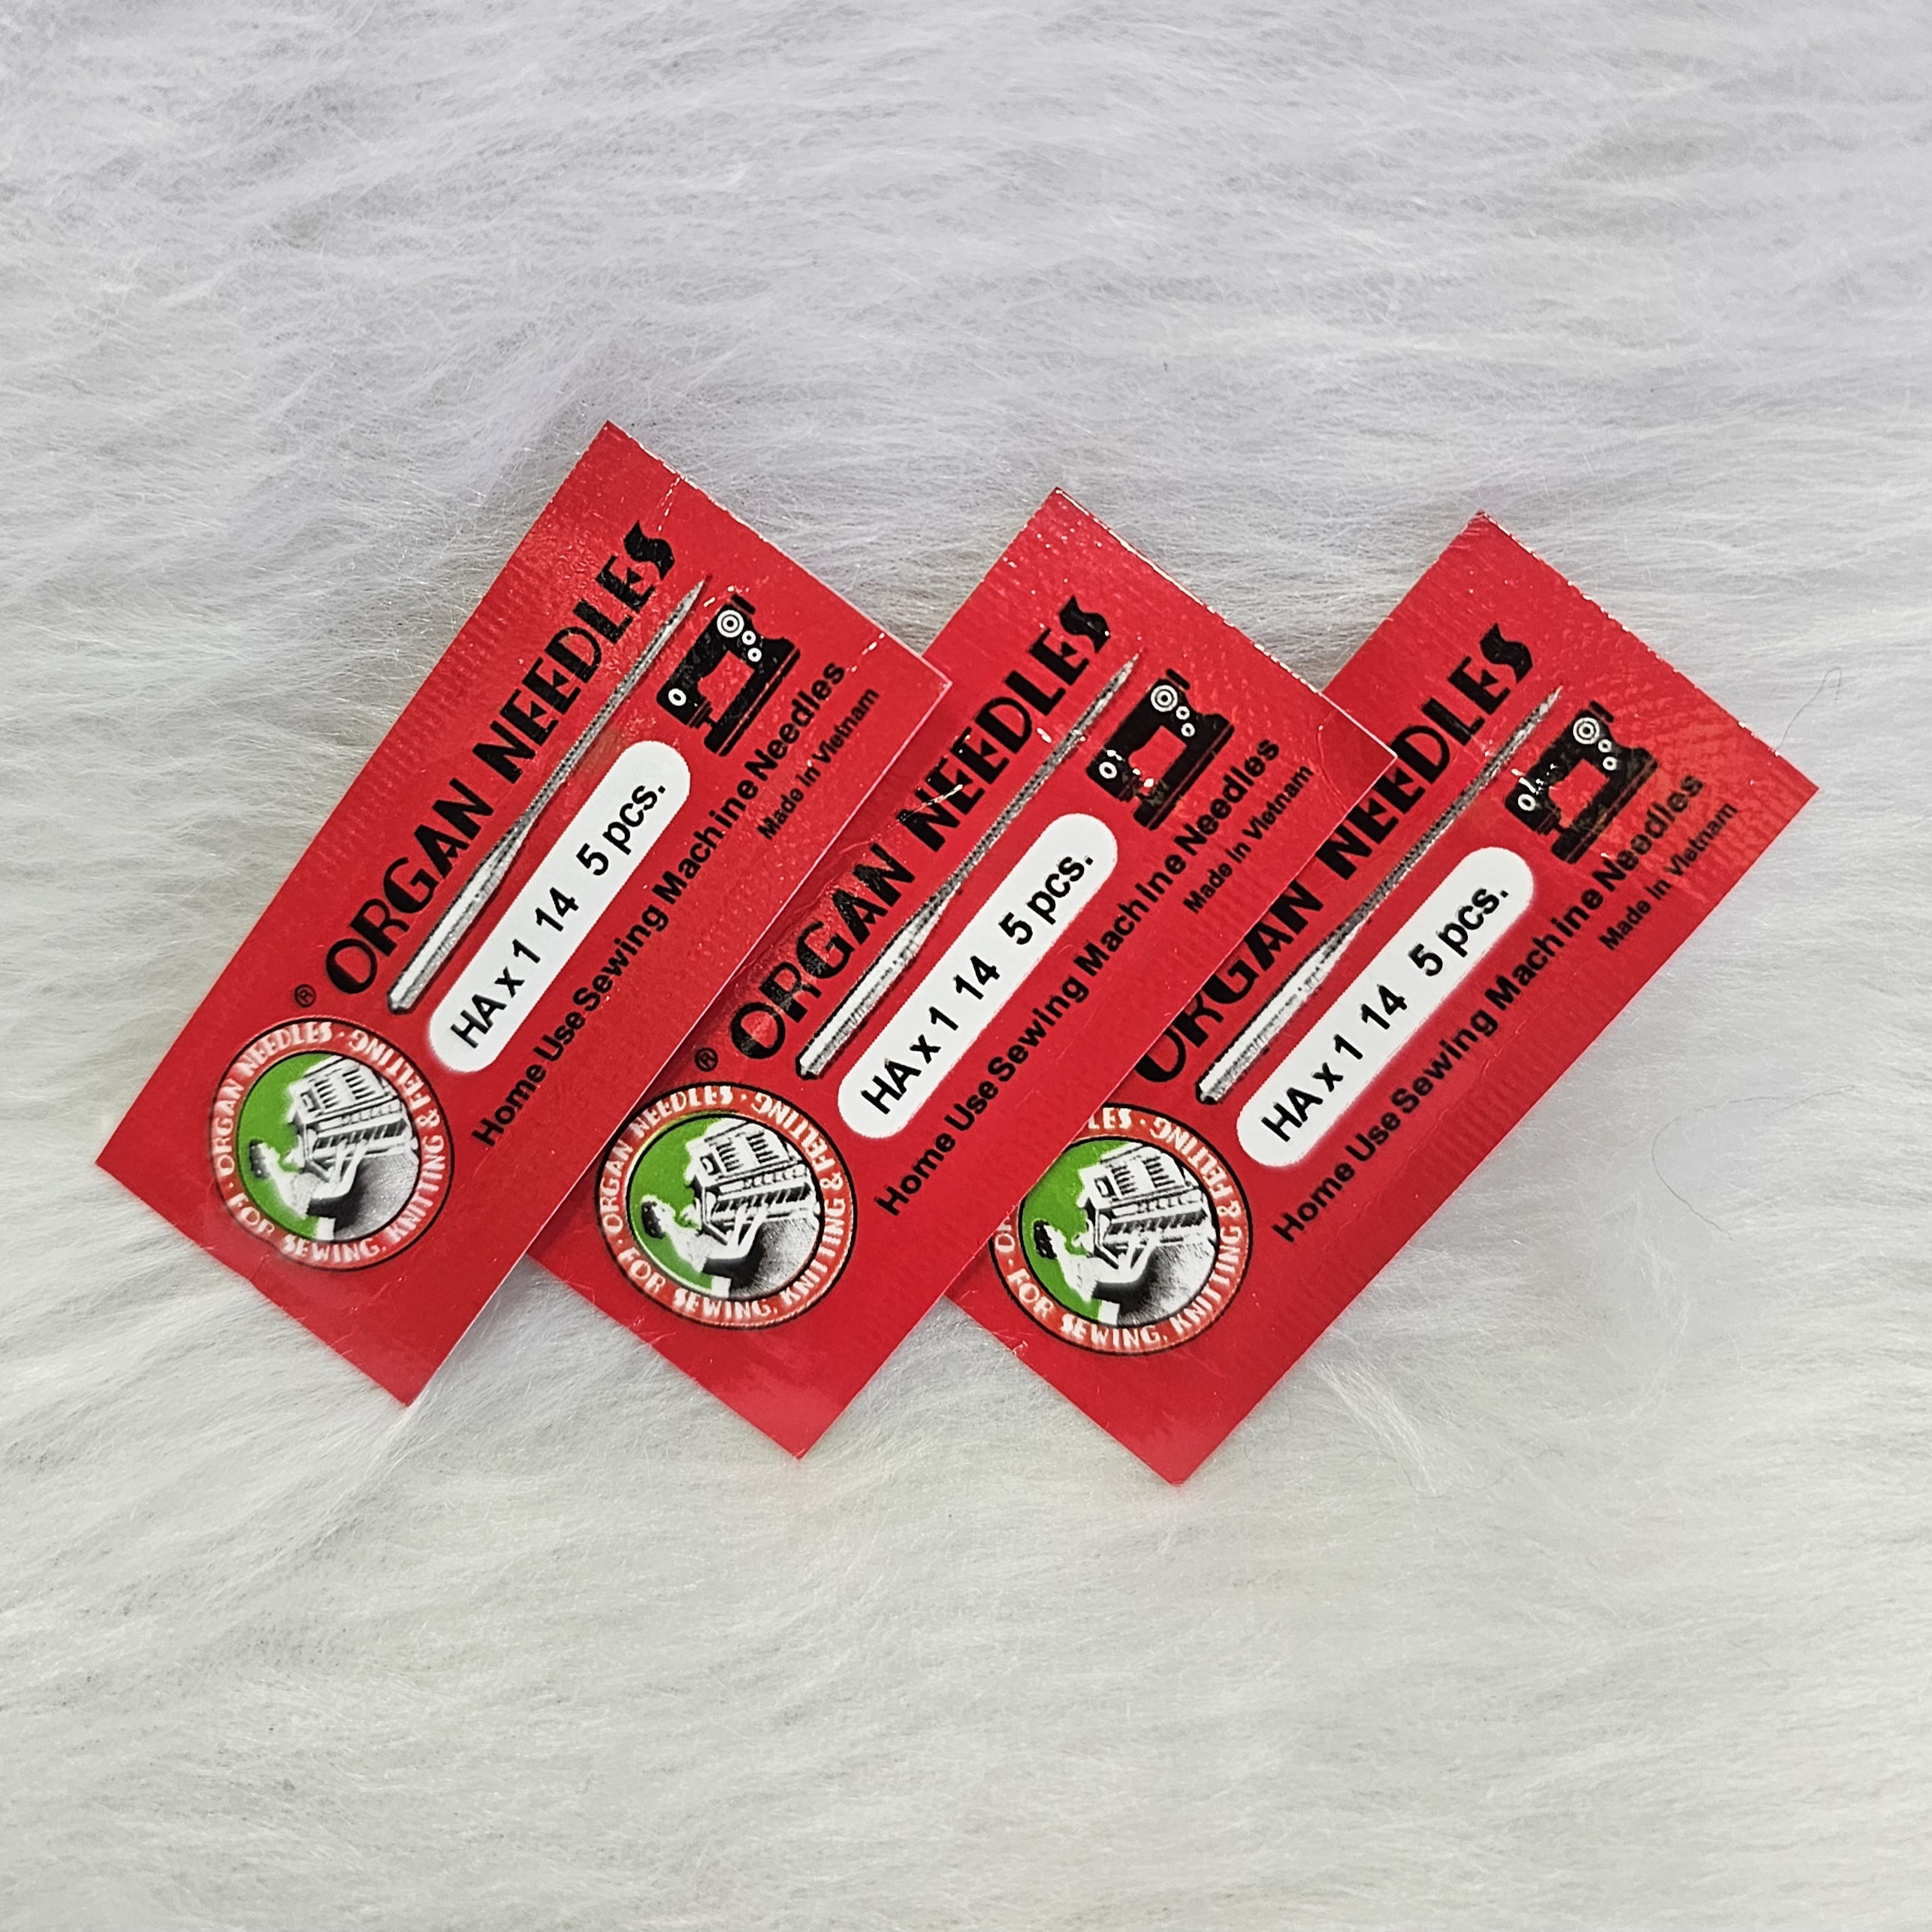 ORGAN NEEDLES
®
HA x 1 14 5 pcs.
Home Use Sewing Machine Needles
Made in Vietnam
· ORGAN NEEDLES · FOR SEWING, KNITTING & FELTING
ORGAN NEEDLES
®
HA x 1 14 5 pcs.
Home Use Sewing Machine Needles
Made in Vietnam
· ORGAN NEEDLES · FOR SEWING, KNITTING & FELTING
ORGAN NEEDLES
HA x 1 14 5 pcs.
Home Use Sewing Machine Needles
Made in Vietnam
· FOR SEWING, KNITTING & FELTING